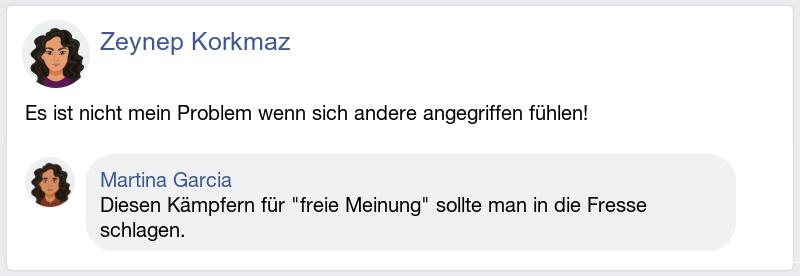 Zeynep Korkmaz
Es ist nicht mein Problem wenn sich andere angegriffen fühlen!
Martina Garcia
Diesen Kämpfern für "freie Meinung" sollte man in die Fresse
schlagen.